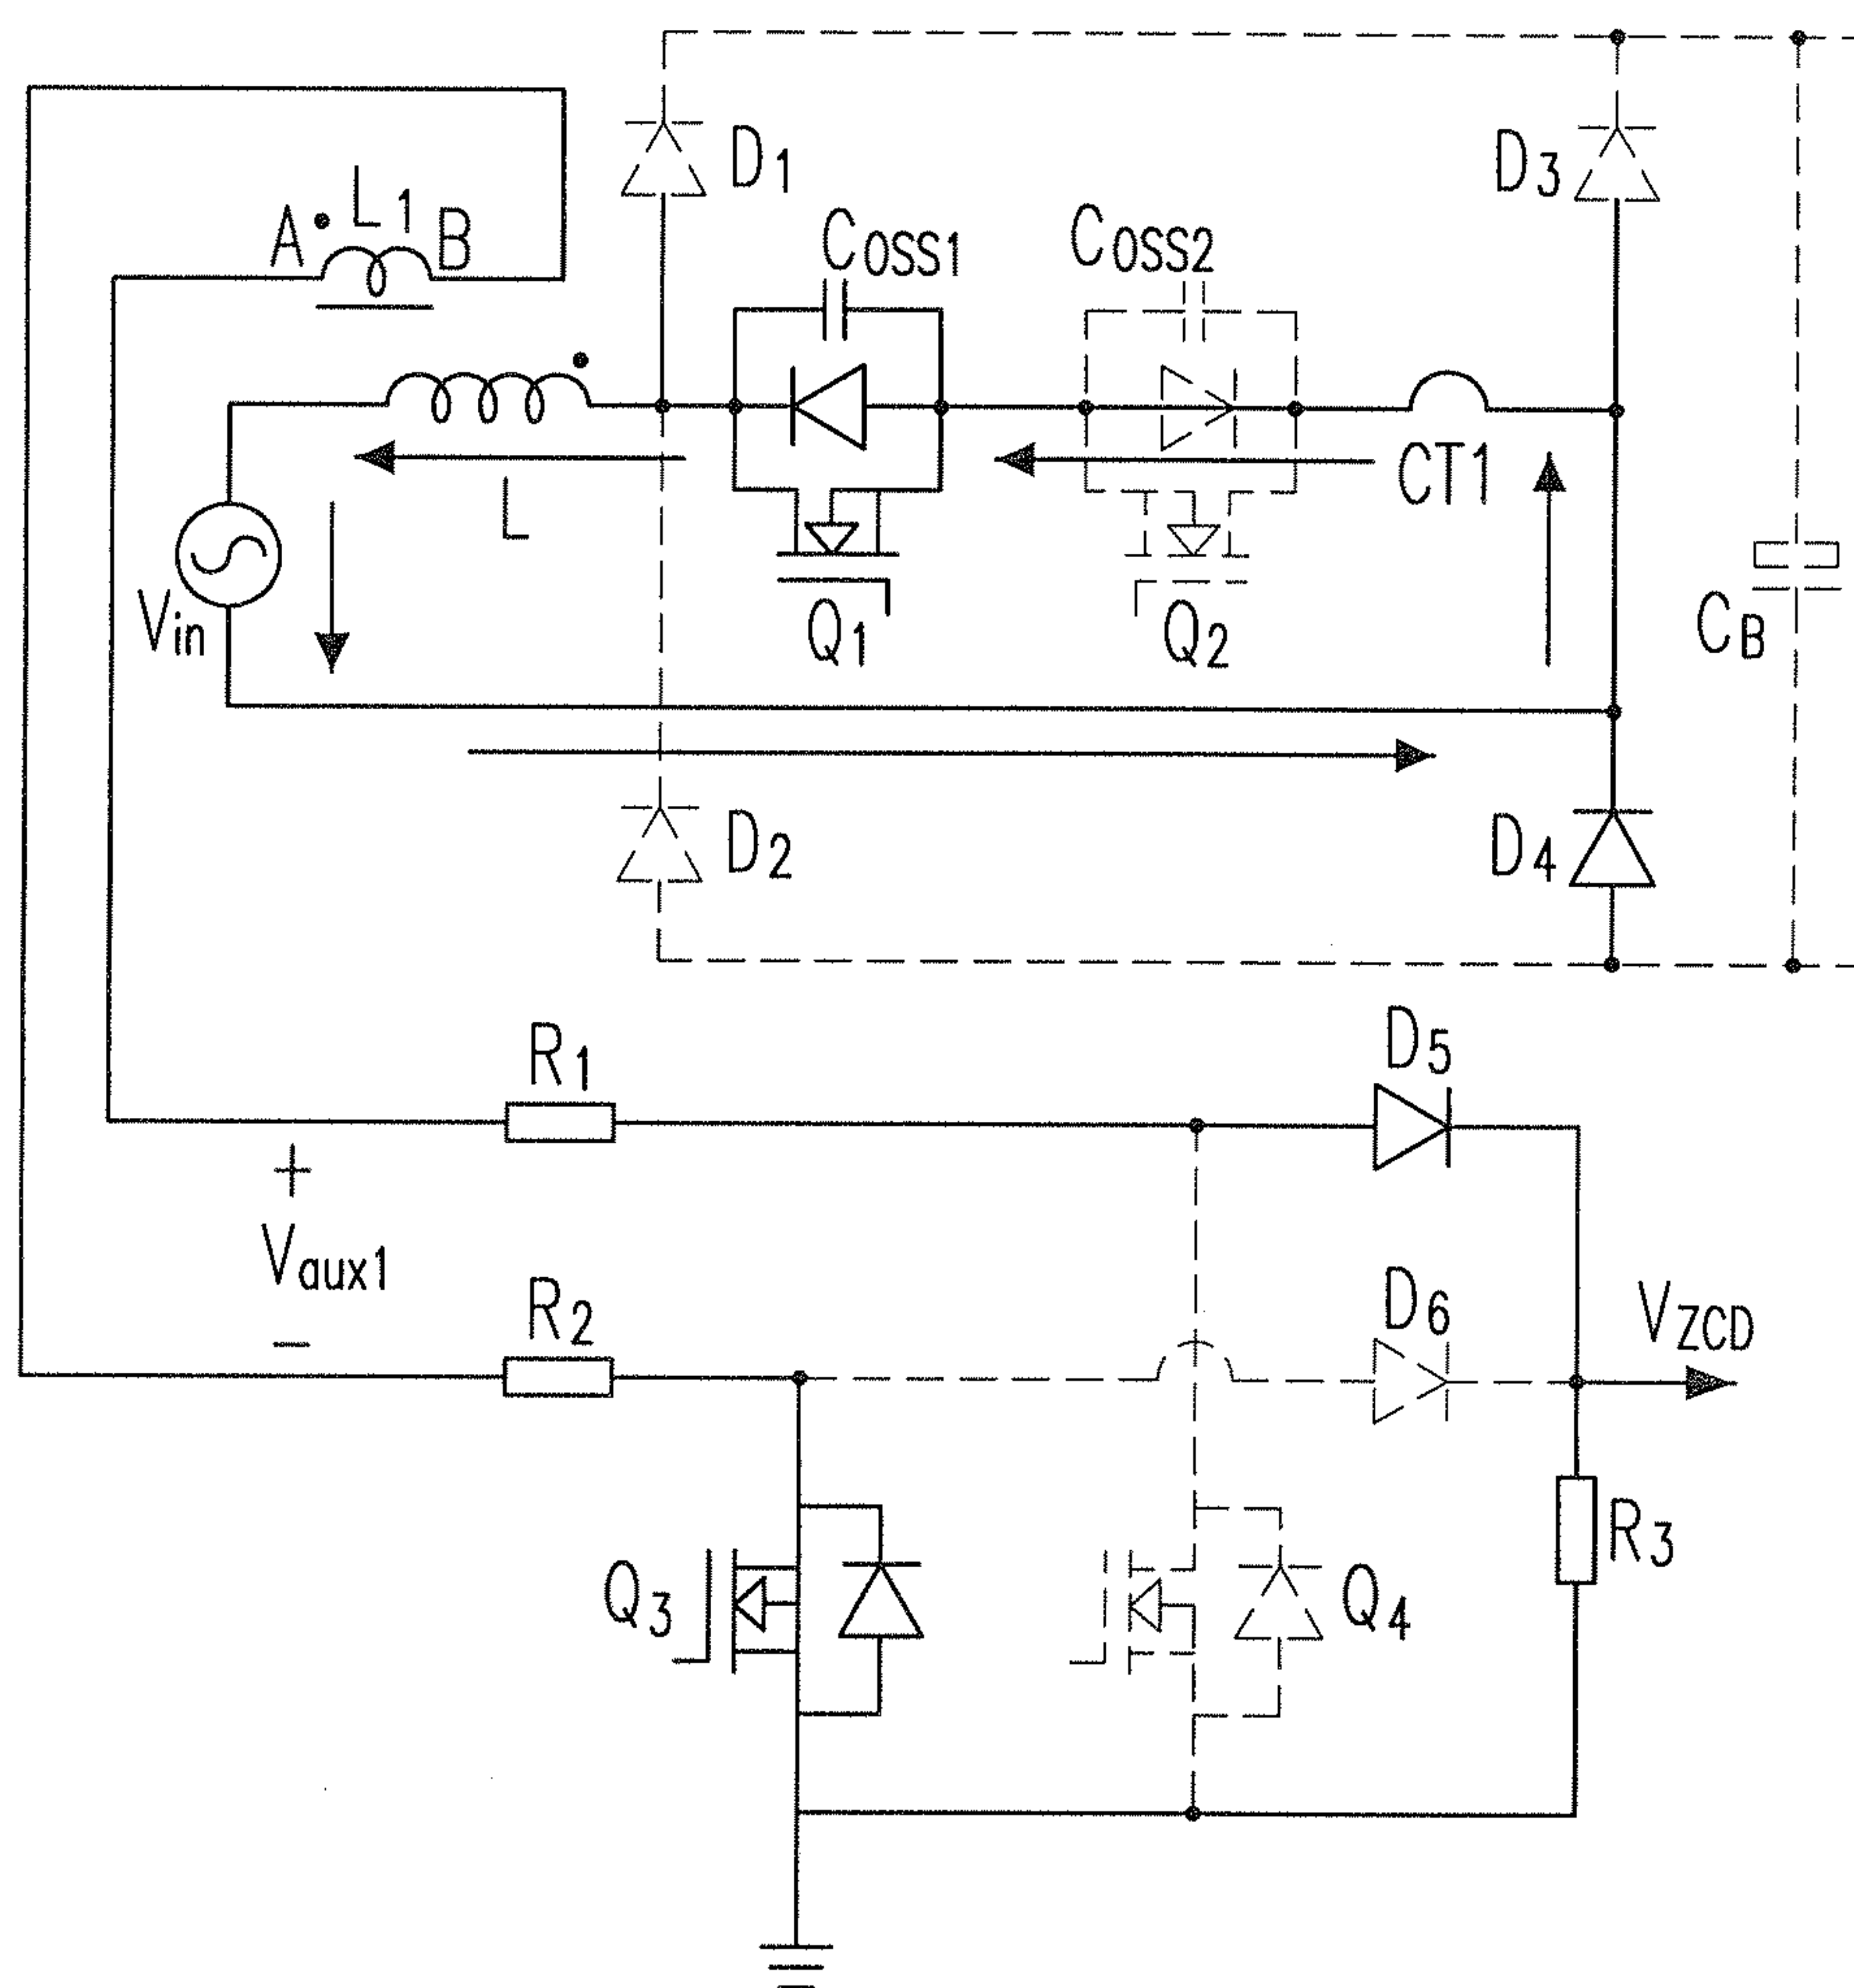 D1
D3
A L1 B
COSS1
COSS2
L
CT1
Vin
Q1
Q2
CB
D2
D4
R1
D5
+
Vaux1
−
R2
D6
VZCD
Q3
Q4
R3